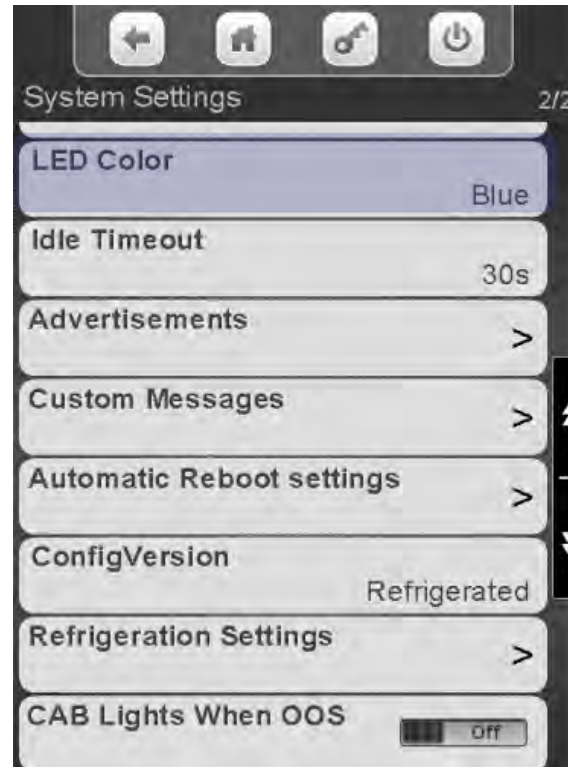 System Settings
2/2
LED Color
Blue
Idle Timeout
30s
Advertisements
>
Custom Messages
>
Automatic Reboot settings
>
ConfigVersion
Refrigerated
Refrigeration Settings
>
CAB Lights When OOS
Off